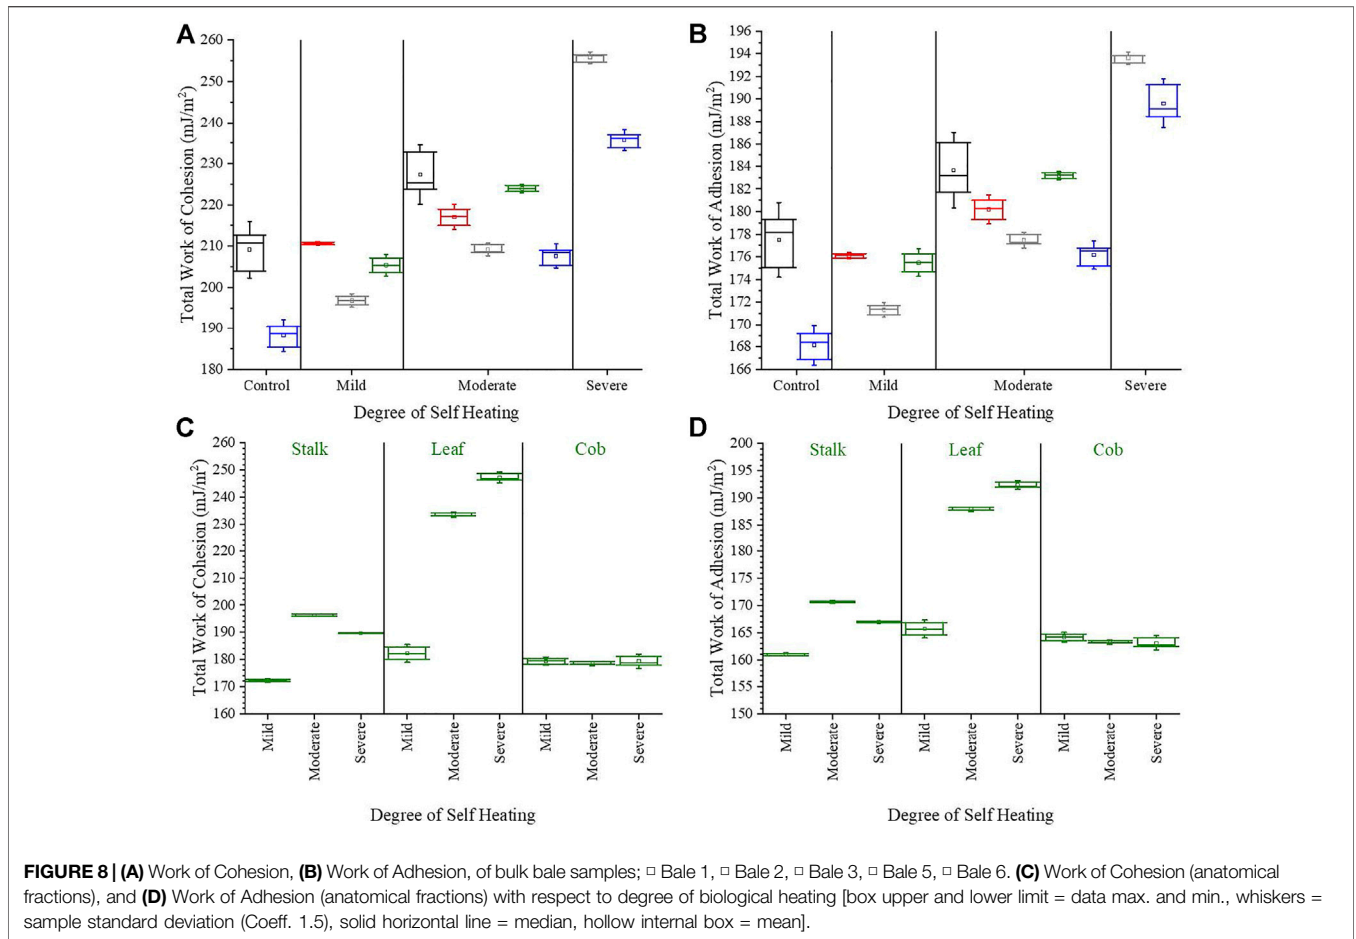 A
Total Work of Cohesion (mJ/m²)
260
250
240
230
220
210
200
190
180
Control Mild Moderate Severe
Degree of Self Heating
B
Total Work of Adhesion (mJ/m²)
196
194
192
190
188
186
184
182
180
178
176
174
172
170
168
166
Control Mild Moderate Severe
Degree of Self Heating
C
Total Work of Cohesion (mJ/m²)
260
250
240
230
220
210
200
190
180
170
160
Stalk Leaf Cob
Mild Moderate Severe Mild Moderate Severe Mild Moderate Severe
Degree of Self Heating
D
Total Work of Adhesion (mJ/m²)
200
195
190
185
180
175
170
165
160
155
150
Stalk Leaf Cob
Mild Moderate Severe Mild Moderate Severe Mild Moderate Severe
Degree of Self Heating
FIGURE 8 | (A) Work of Cohesion, (B) Work of Adhesion, of bulk bale samples; □ Bale 1, □ Bale 2, □ Bale 3, □ Bale 5, □ Bale 6. (C) Work of Cohesion (anatomical
fractions), and (D) Work of Adhesion (anatomical fractions) with respect to degree of biological heating [box upper and lower limit = data max. and min., whiskers =
sample standard deviation (Coeff. 1.5), solid horizontal line = median, hollow internal box = mean].